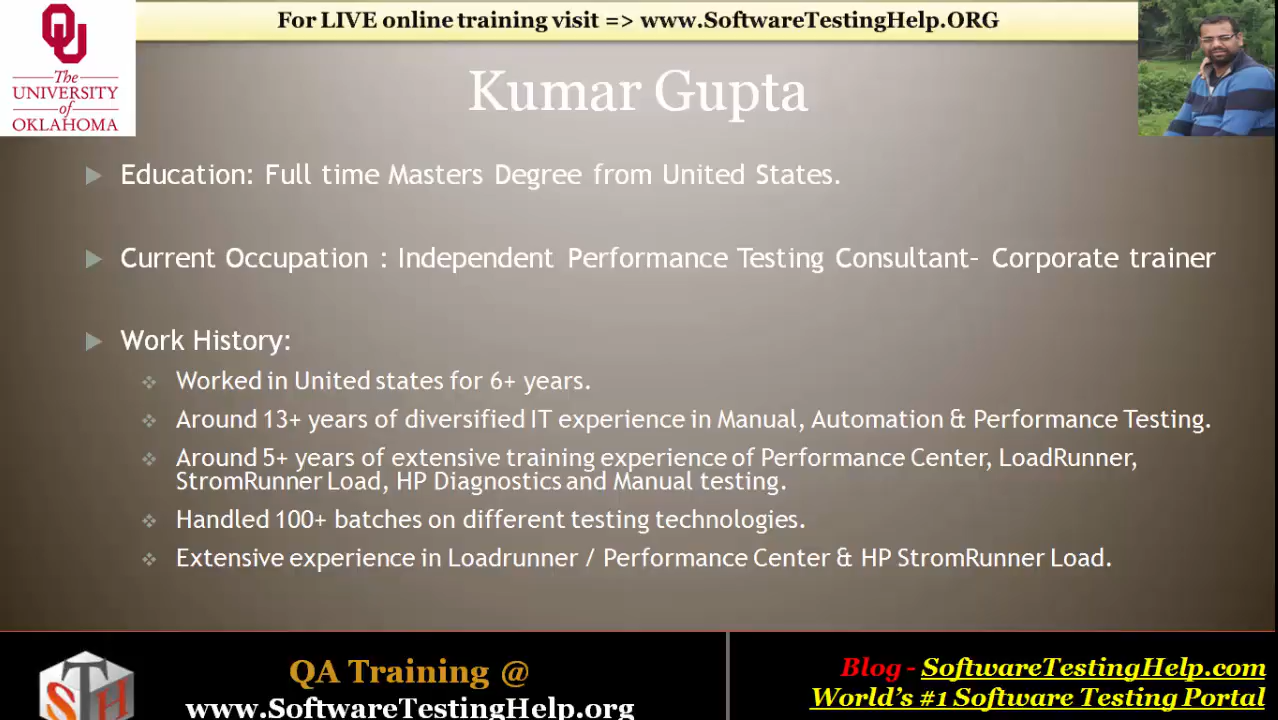 For LIVE online training visit => www.SoftwareTestingHelp.ORG
The
UNIVERSITY
of
OKLAHOMA
Kumar Gupta
Education: Full time Masters Degree from United States.
Current Occupation : Independent Performance Testing Consultant– Corporate trainer
Work History:
Worked in United states for 6+ years.
Around 13+ years of diversified IT experience in Manual, Automation & Performance Testing.
Around 5+ years of extensive training experience of Performance Center, LoadRunner,
StromRunner Load, HP Diagnostics and Manual testing.
Handled 100+ batches on different testing technologies.
Extensive experience in Loadrunner / Performance Center & HP StromRunner Load.
STH
QA Training @
www.SoftwareTestingHelp.org
Blog - SoftwareTestingHelp.com
World's #1 Software Testing Portal